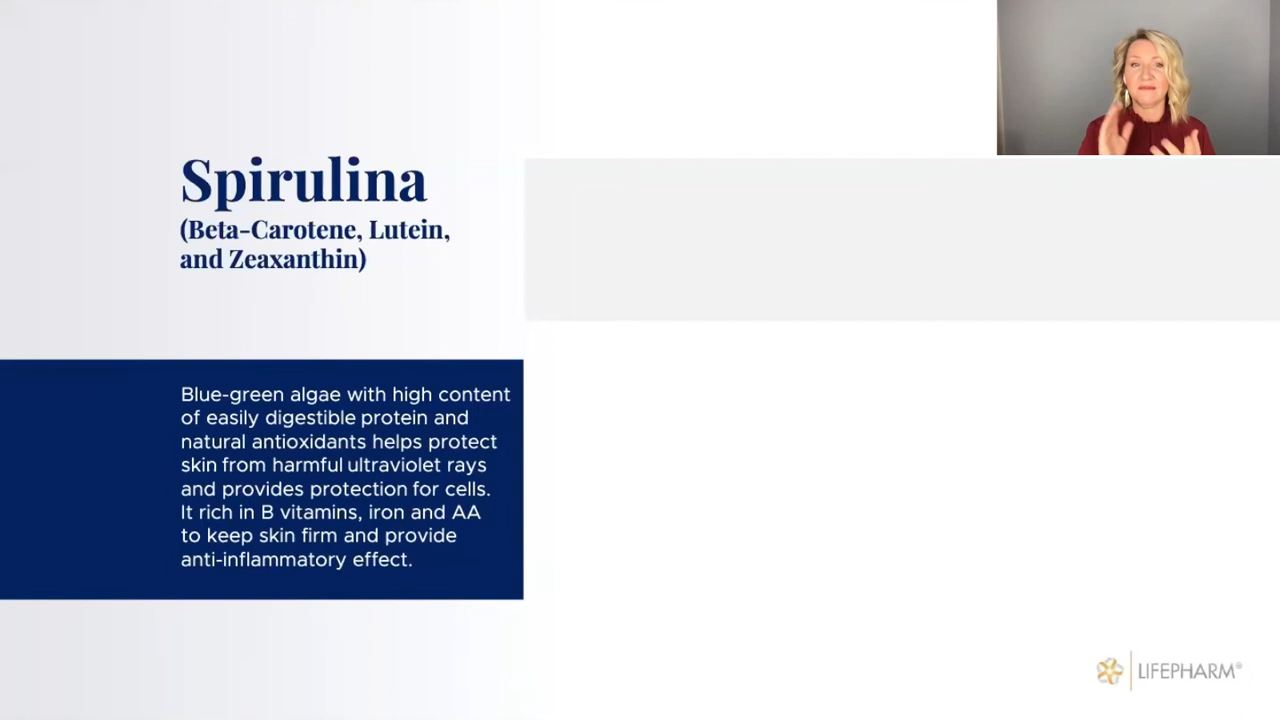 Spirulina
(Beta-Carotene, Lutein,
and Zeaxanthin)
Blue-green algae with high content
of easily digestible protein and
natural antioxidants helps protect
skin from harmful ultraviolet rays
and provides protection for cells.
It rich in B vitamins, iron and AA
to keep skin firm and provide
anti-inflammatory effect.
LIFEPHARM®